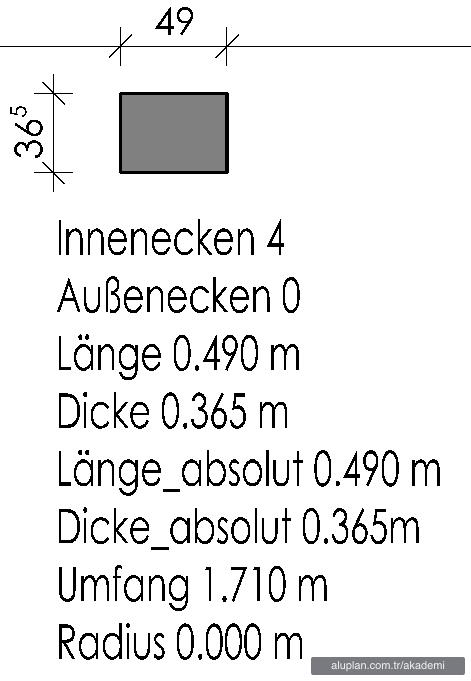 49
36⁵
Innenecken 4
Außenecken 0
Länge 0.490 m
Dicke 0.365 m
Länge_absolut 0.490 m
Dicke_absolut 0.365m
Umfang 1.710 m
Radius 0.000 m
aluplan.com.tr/akademi